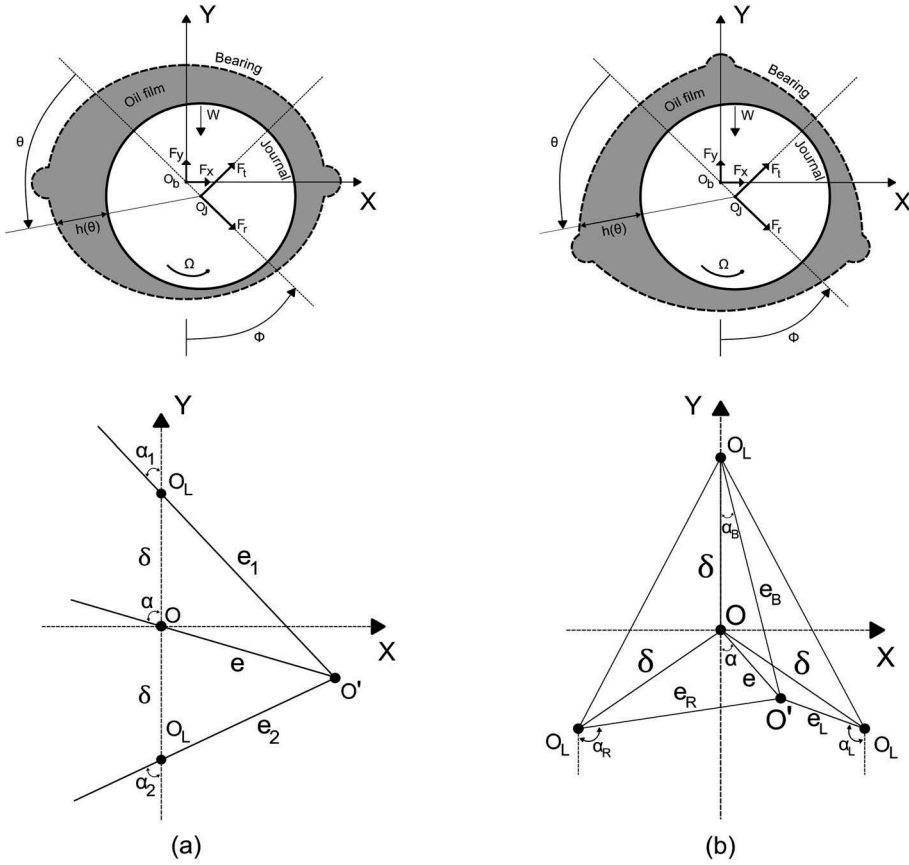 Y
Bearing
Oil film
W
θ
Journal
Fy
Fx
Ft
Ob
X
OJ
h(θ)
Fr
Ω
Φ
Y
Bearing
Oil film
W
θ
Journal
Fy
Fx
Ft
Ob
X
OJ
h(θ)
Fr
Ω
Φ
Y
α1
OL
δ
e1
α
O
X
e
δ
O'
OL
e2
α2
(a)
Y
OL
αB
δ
eB
O
X
δ
α
e
δ
eR
O'
eL
OL
αR
αL
OL
(b)